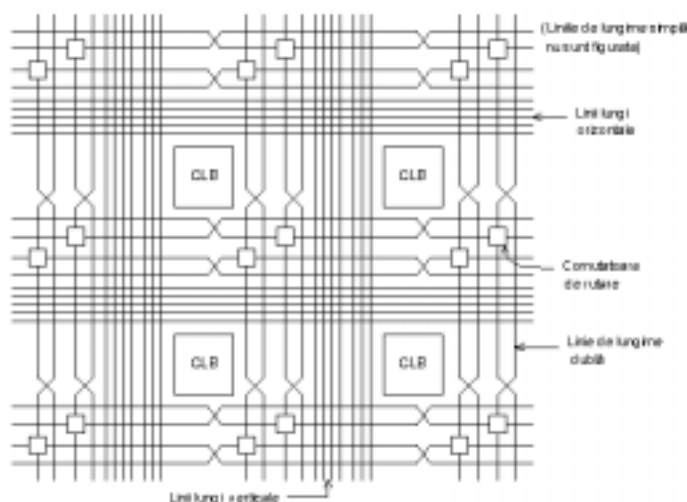 (Liniile de lungime simplă
nu sunt figurate)
Linii lungi
orizontale
CLB
CLB
Comutatoare
de rutare
CLB
CLB
Linie de lungime
dublă
Linii lungi verticale